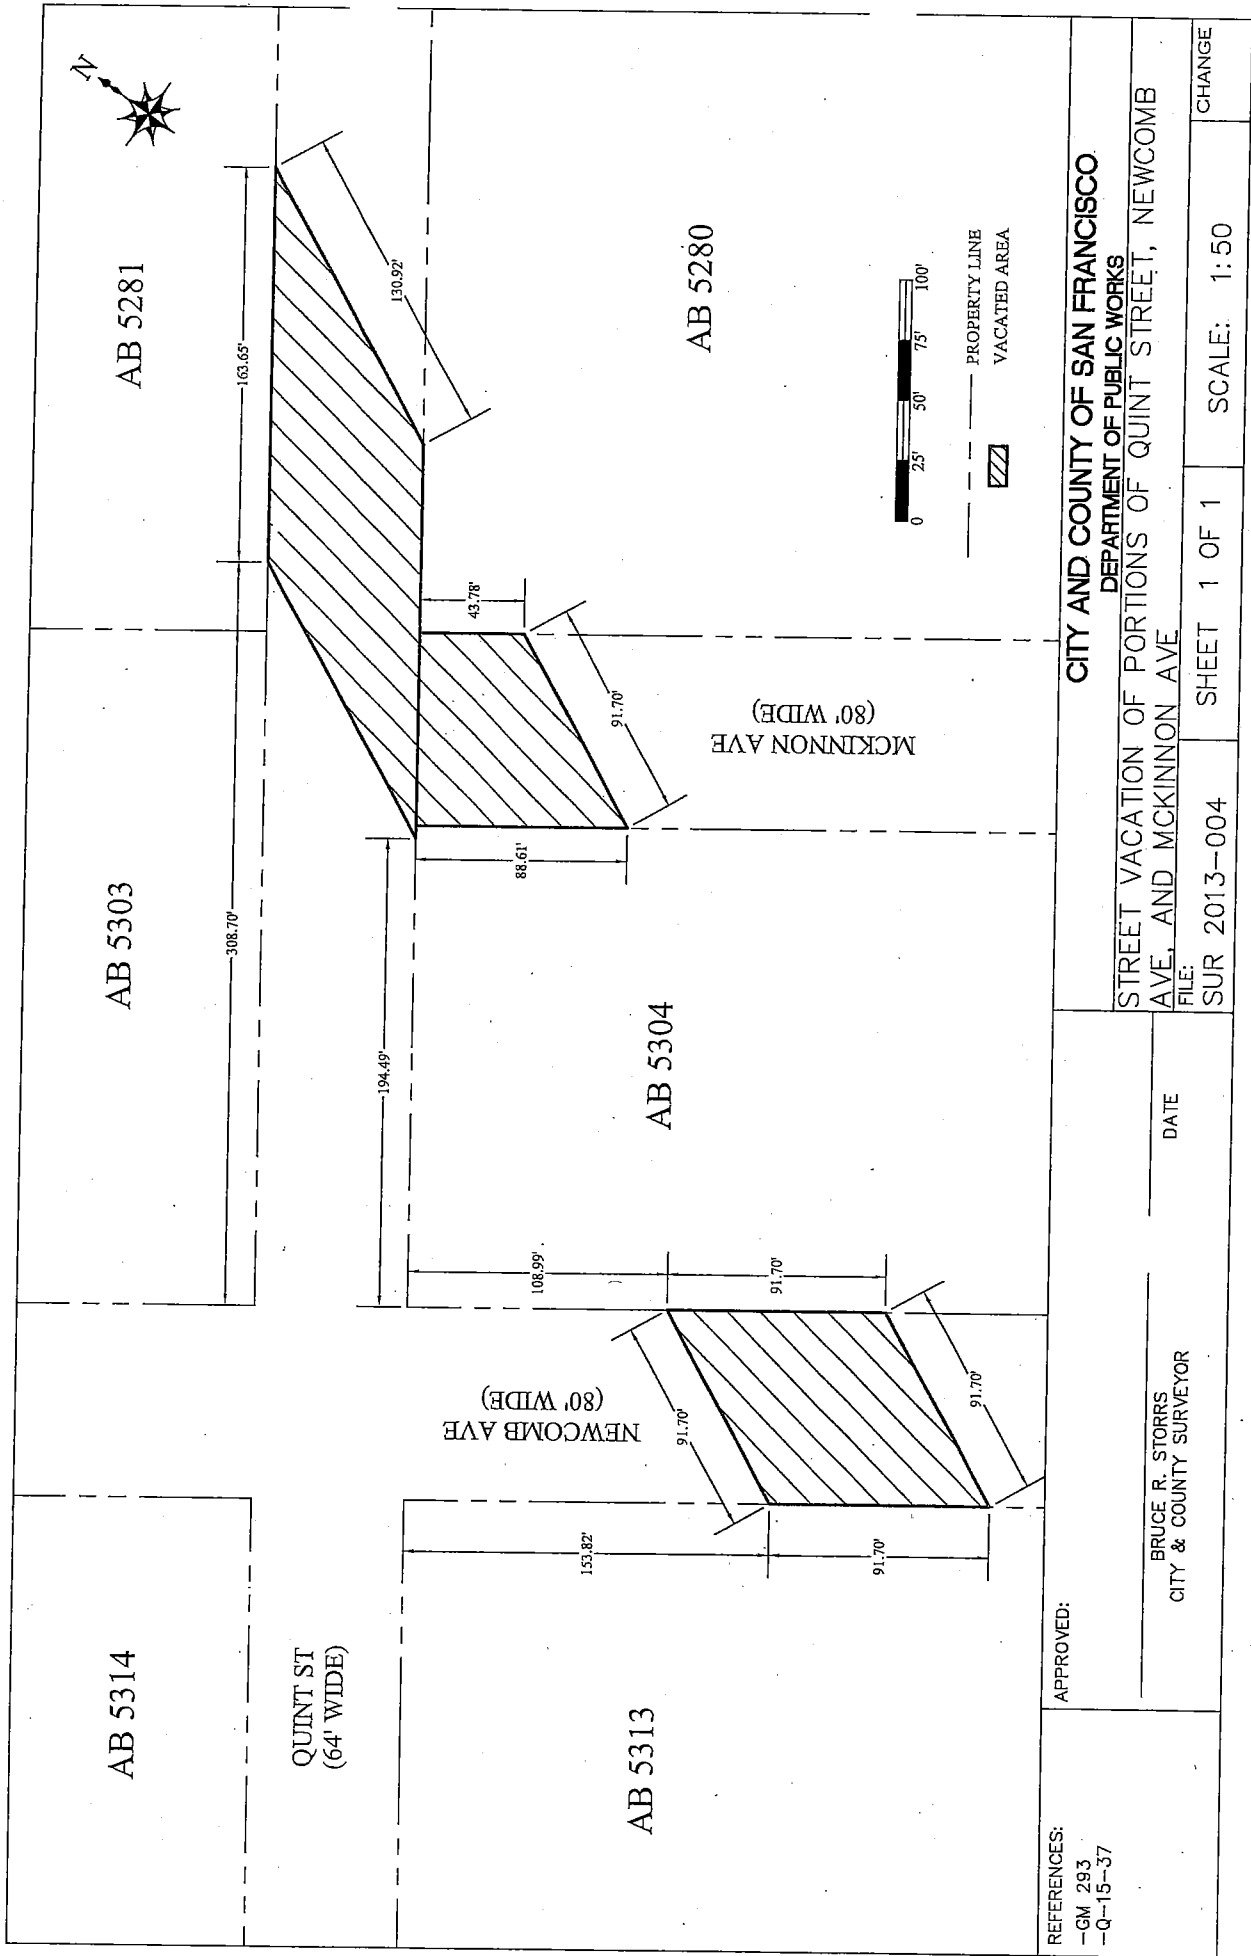 N
AB 5281
163.65'
130.92'
AB 5280
AB 5303
308.70'
43.78'
91.70'
MCKINNON AVE
(80' WIDE)
88.61'
194.49'
AB 5304
108.99'
91.70'
91.70'
91.70'
NEWCOMB AVE
(80' WIDE)
153.82'
91.70'
AB 5314
QUINT ST
(64' WIDE)
AB 5313
0 25' 50' 75' 100'
PROPERTY LINE
VACATED AREA
REFERENCES:
-GM 293
-Q-15-37
APPROVED:
BRUCE R. STORRS
CITY & COUNTY SURVEYOR
DATE
CITY AND COUNTY OF SAN FRANCISCO
DEPARTMENT OF PUBLIC WORKS
STREET VACATION OF PORTIONS OF QUINT STREET, NEWCOMB
AVE, AND MCKINNON AVE
FILE:
SUR 2013-004
SHEET 1 OF 1
SCALE: 1:50
CHANGE